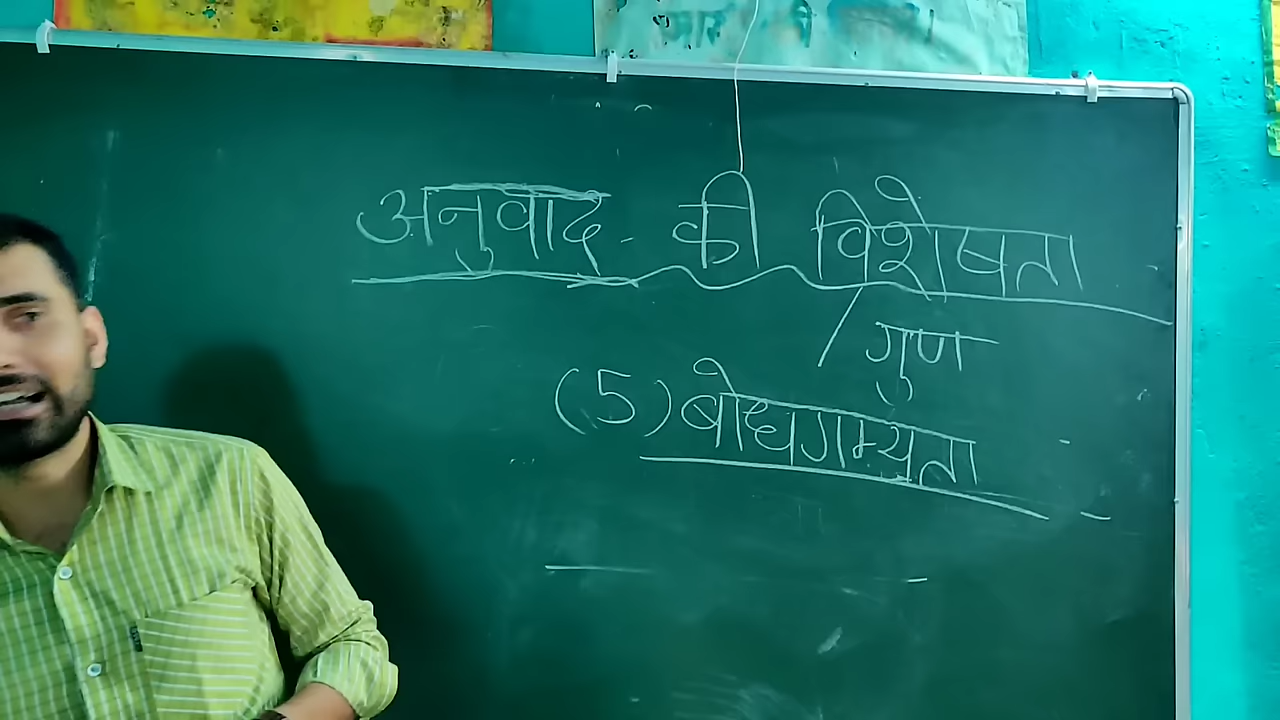 अनुवाद - की विशेषता
/ गुण
(5) बोधगम्यता